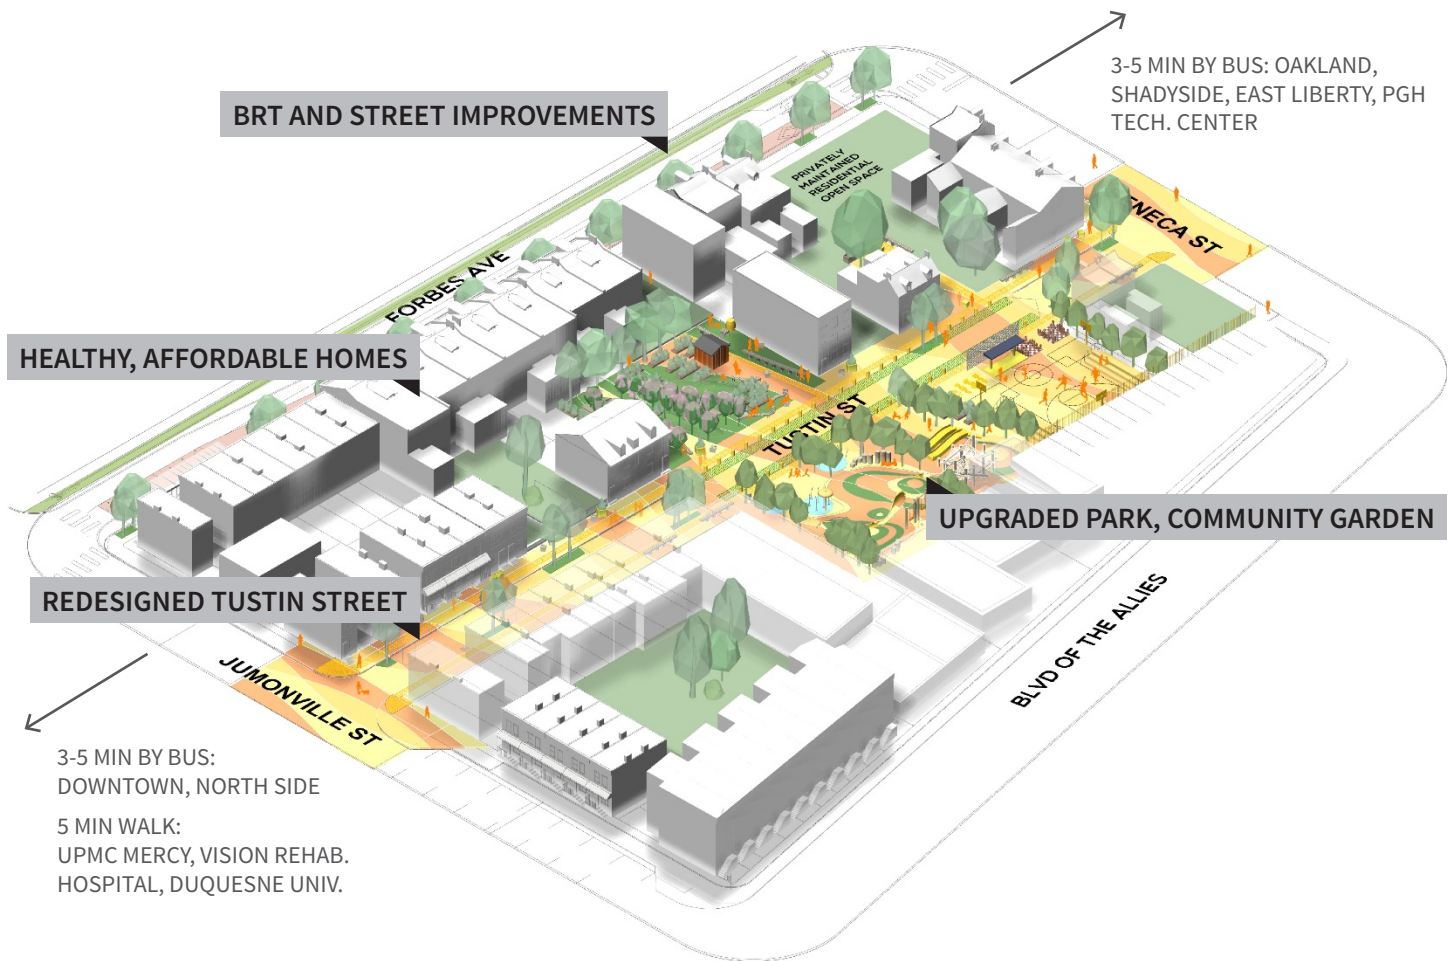 3-5 MIN BY BUS: OAKLAND,
SHADYSIDE, EAST LIBERTY, PGH
TECH. CENTER
BRT AND STREET IMPROVEMENTS
PRIVATELY
MAINTAINED
RESIDENTIAL
OPEN SPACE
ENECA ST
FORBES AVE
HEALTHY, AFFORDABLE HOMES
TUSTIN ST
UPGRADED PARK, COMMUNITY GARDEN
REDESIGNED TUSTIN STREET
BLVD OF THE ALLIES
JUMONVILLE ST
3-5 MIN BY BUS:
DOWNTOWN, NORTH SIDE
5 MIN WALK:
UPMC MERCY, VISION REHAB.
HOSPITAL, DUQUESNE UNIV.